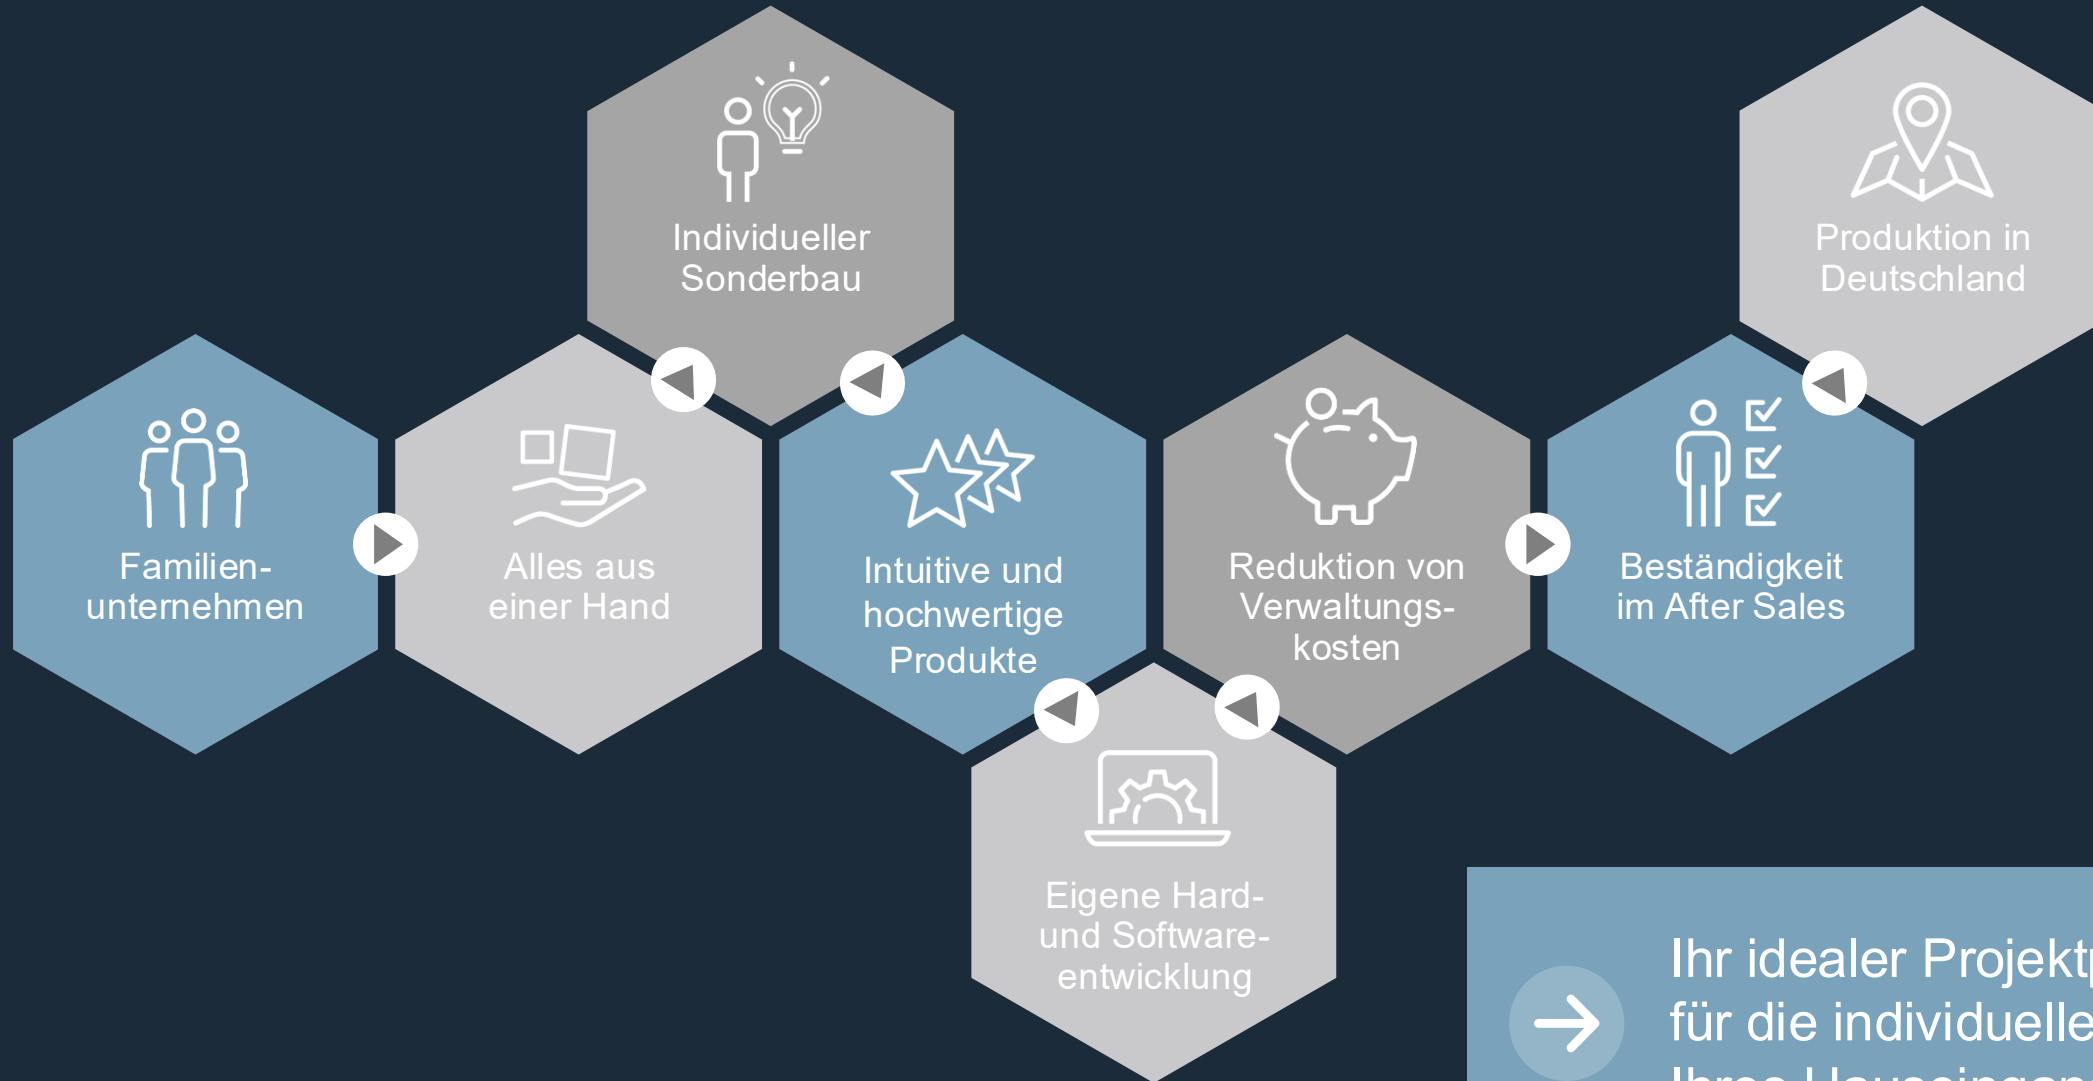 Individueller
Sonderbau
Produktion in
Deutschland
Familien-
unternehmen
Alles aus
einer Hand
Intuitive und
hochwertige
Produkte
Reduktion von
Verwaltungs-
kosten
Beständigkeit
im After Sales
Eigene Hard-
und Software-
entwicklung
Ihr idealer
für die individuelle
Ihres